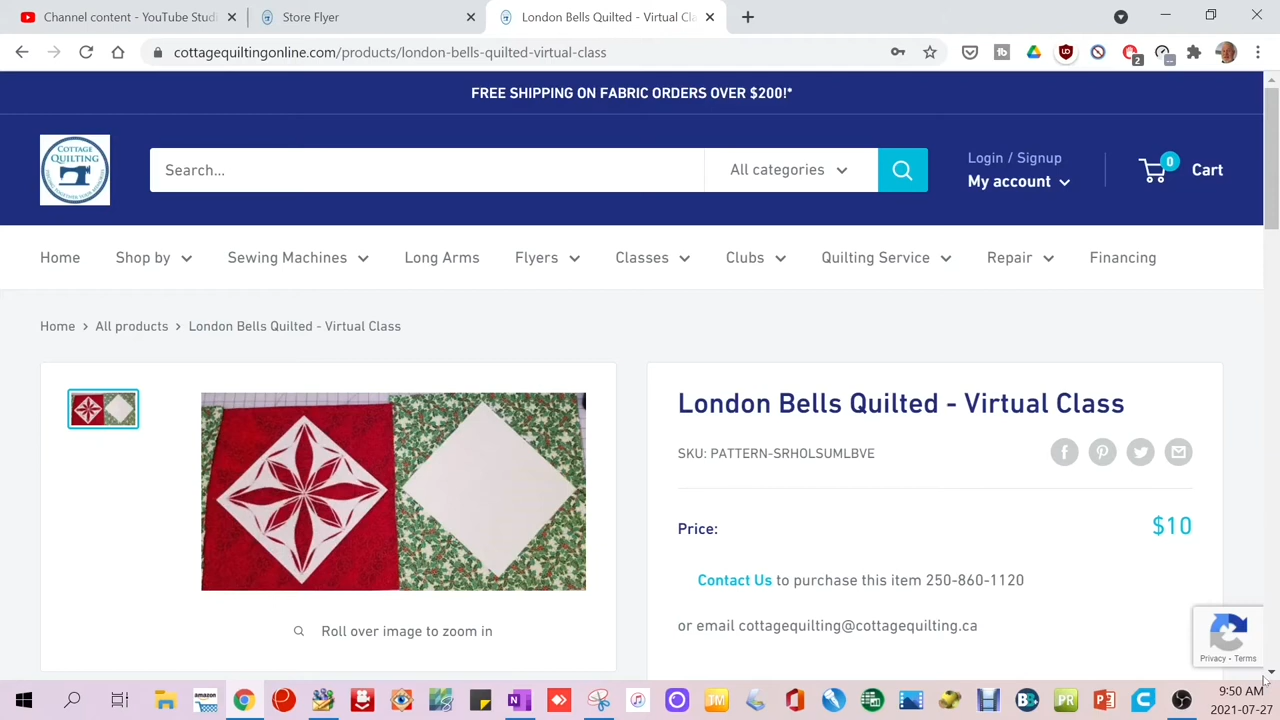 Channel content - YouTube Studi
Store Flyer
London Bells Quilted - Virtual Cla
cottagequiltingonline.com/products/london-bells-quilted-virtual-class
FREE SHIPPING ON FABRIC ORDERS OVER $200!*
COTTAGE
QUILTING
Search...
All categories
Login / Signup
My account
0
Cart
Home
Shop by
Sewing Machines
Long Arms
Flyers
Classes
Clubs
Quilting Service
Repair
Financing
Home > All products > London Bells Quilted - Virtual Class
London Bells Quilted - Virtual Class
SKU: PATTERN-SRHOLSUMLBVE
Price:
$10
Contact Us to purchase this item 250-860-1120
or email cottagequilting@cottagequilting.ca
Roll over image to zoom in
Privacy - Terms
9:50 AM
2021-07-27